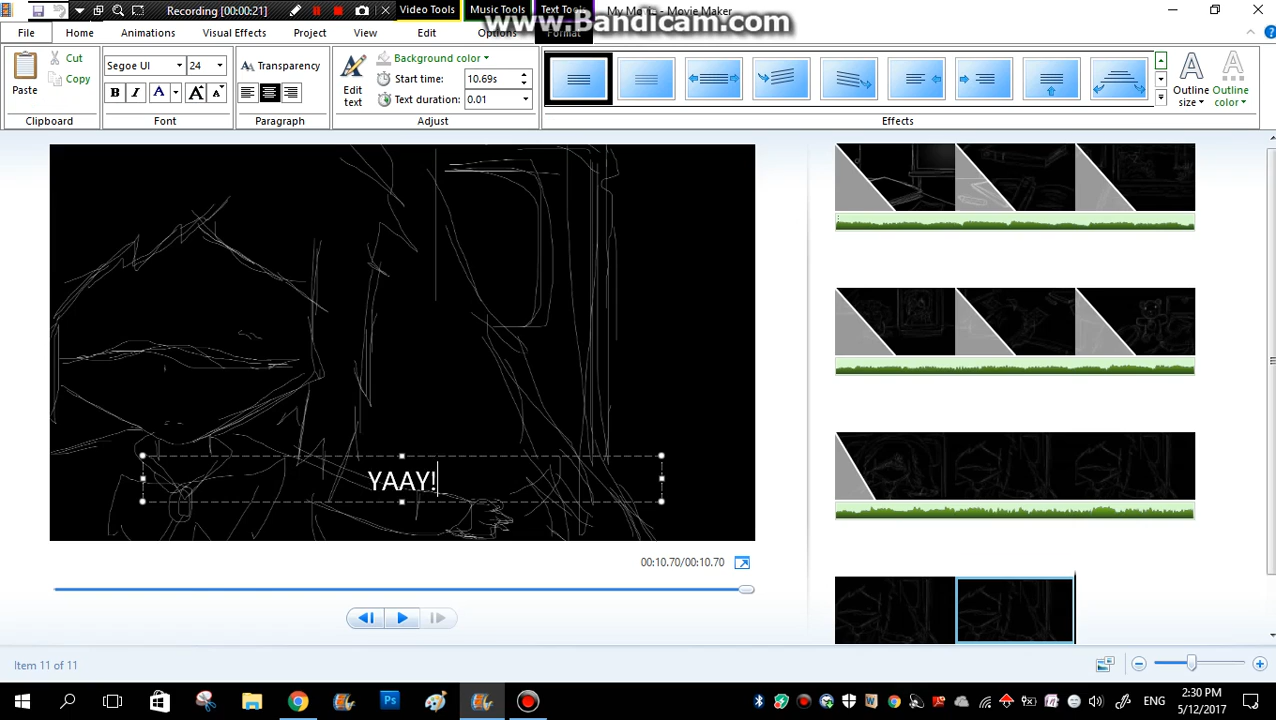 Recording [00:00:21]
Video Tools
Music Tools
Text Tools
My Movie - Movie Maker
www.Bandicam.com
File
Home
Animations
Visual Effects
Project
View
Edit
Options
Format
Paste
Cut
Copy
Clipboard
Segoe UI
24
B I A A A
Font
Transparency
Paragraph
Edit
text
Background color
Start time: 10.69s
Text duration: 0.01
Adjust
Effects
Outline
size
Outline
color
YAAY!
00:10.70/00:10.70
Item 11 of 11
Ps
ENG
2:30 PM
5/12/2017